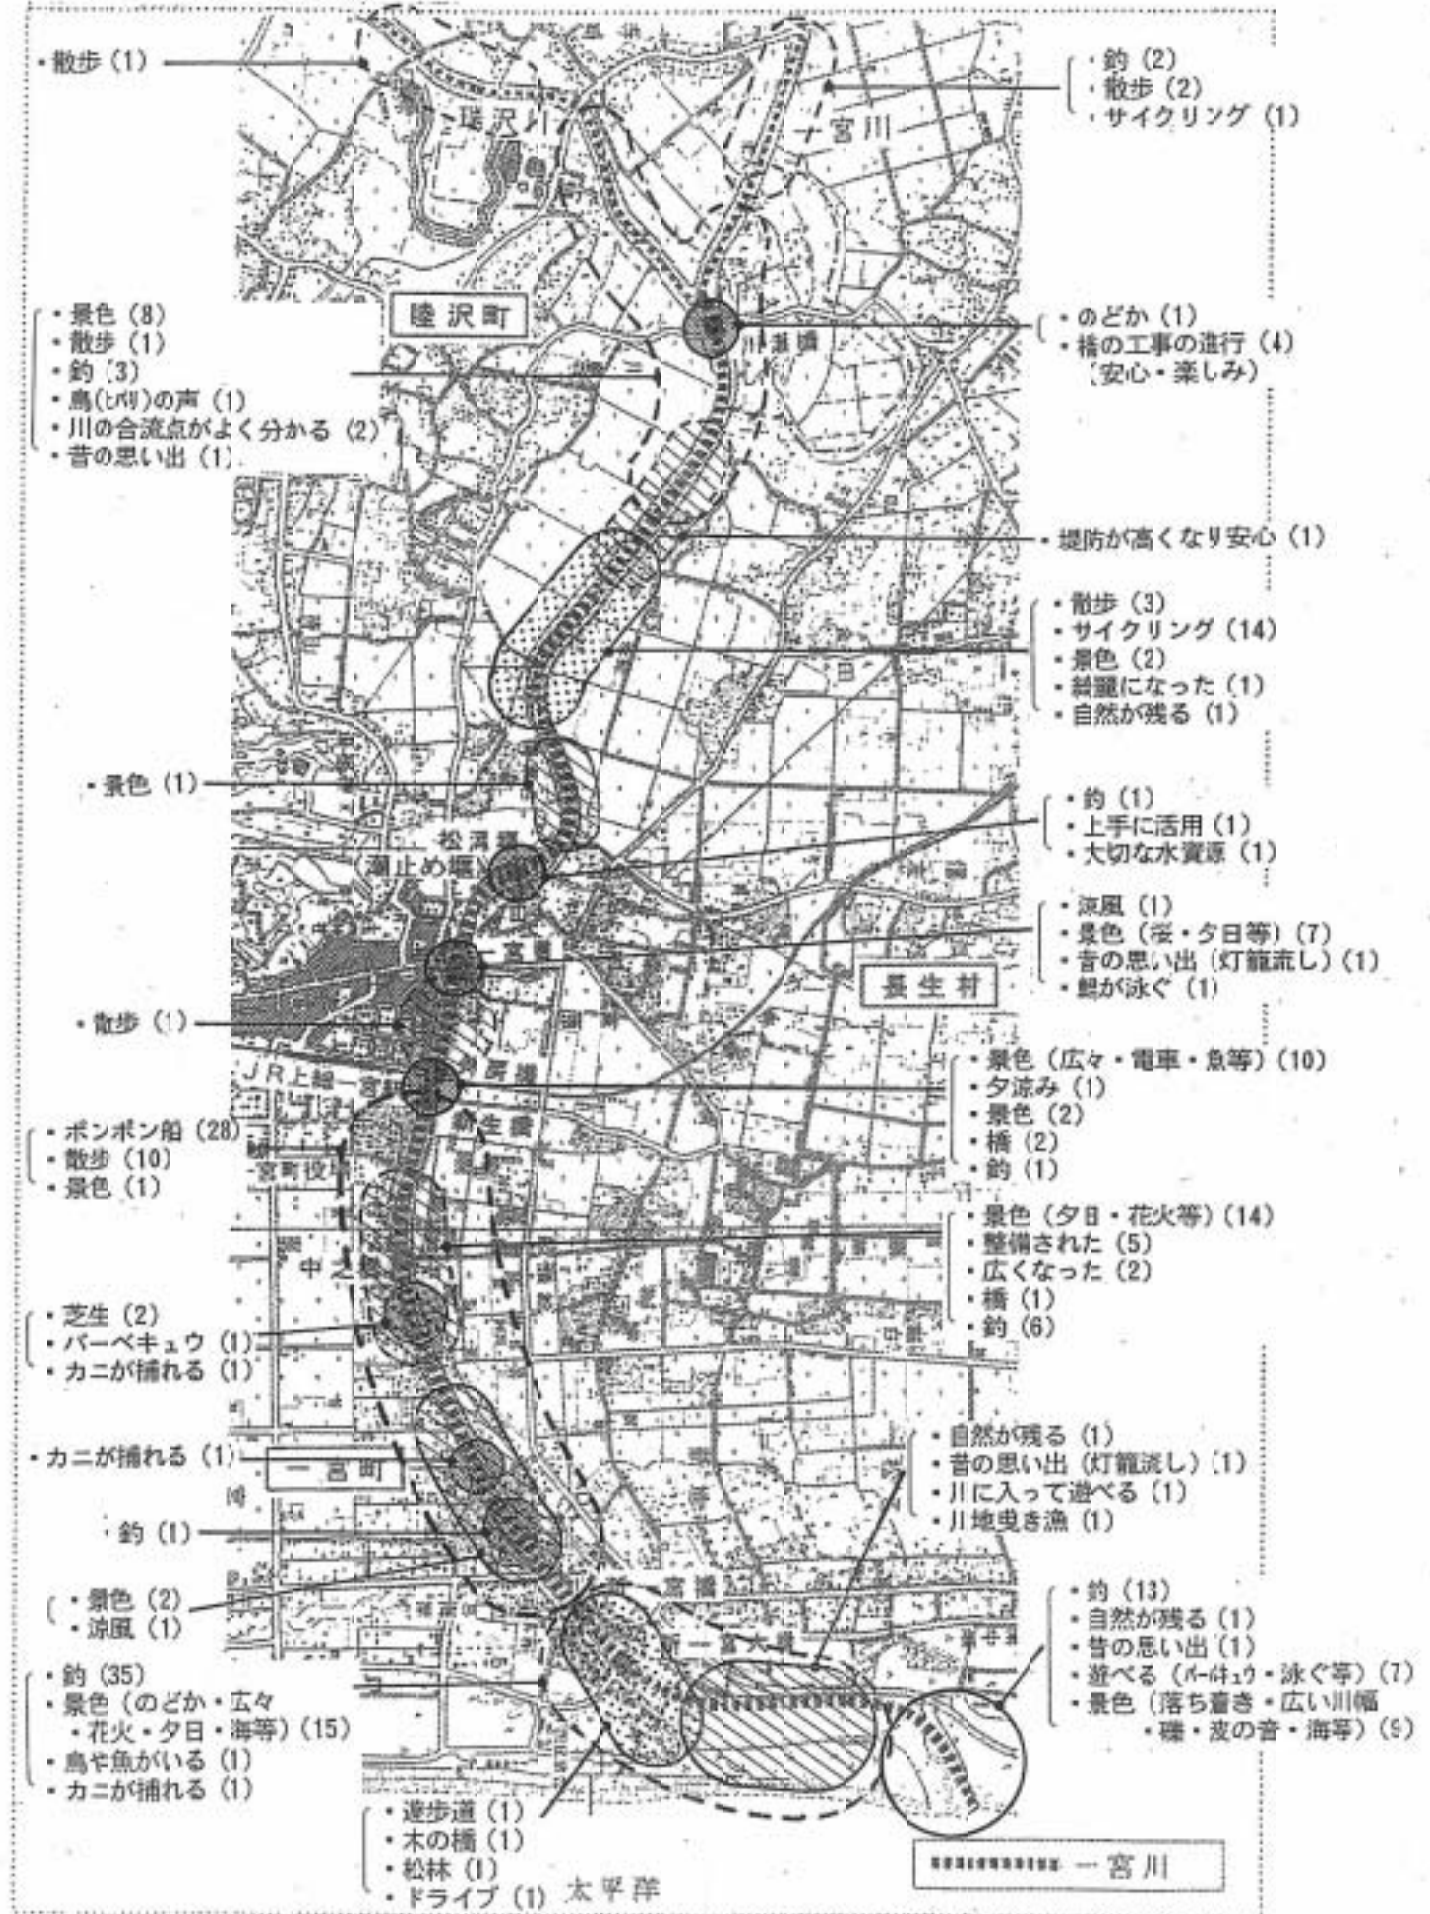 ・散歩 (1)
・釣 (2)
・散歩 (2)
・サイクリング (1)
瑞沢川
一宮川
睦沢町
・景色 (8)
・散歩 (1)
・釣 (3)
・鳥(ヒバリ)の声 (1)
・川の合流点がよく分かる (2)
・昔の思い出 (1)
・のどか (1)
・橋の工事の進行 (4)
(安心・楽しみ)
・堤防が高くなり安心 (1)
・散歩 (3)
・サイクリング (14)
・景色 (2)
・綺麗になった (1)
・自然が残る (1)
・景色 (1)
潮止め堰
・釣 (1)
・上手に活用 (1)
・大切な水資源 (1)
・涼風 (1)
・景色 (桜・夕日等) (7)
・昔の思い出 (灯籠流し) (1)
・鯉が泳ぐ (1)
長生村
・散歩 (1)
JR上総一宮駅
・景色 (広々・電車・魚等) (10)
・夕涼み (1)
・景色 (2)
・橋 (2)
・釣 (1)
新生橋
・ポンポン船 (28)
・散歩 (10)
・景色 (1)
一宮町役場
・景色 (夕日・花火等) (14)
・整備された (5)
・広くなった (2)
・橋 (1)
・釣 (6)
・芝生 (2)
・バーベキュウ (1)
・カニが捕れる (1)
・カニが捕れる (1)
一宮町
・自然が残る (1)
・昔の思い出 (灯籠流し) (1)
・川に入って遊べる (1)
・川地曳き漁 (1)
・釣 (1)
・景色 (2)
・涼風 (1)
・釣 (13)
・自然が残る (1)
・昔の思い出 (1)
・遊べる (バーベキュウ・泳ぐ等) (7)
・景色 (落ち着き・広い川幅
・磯・波の音・海等) (9)
新一宮大橋
・釣 (35)
・景色 (のどか・広々
・花火・夕日・海等) (15)
・鳥や魚がいる (1)
・カニが捕れる (1)
・遊歩道 (1)
・木の橋 (1)
・松林 (1)
・ドライブ (1)
太平洋
一宮川